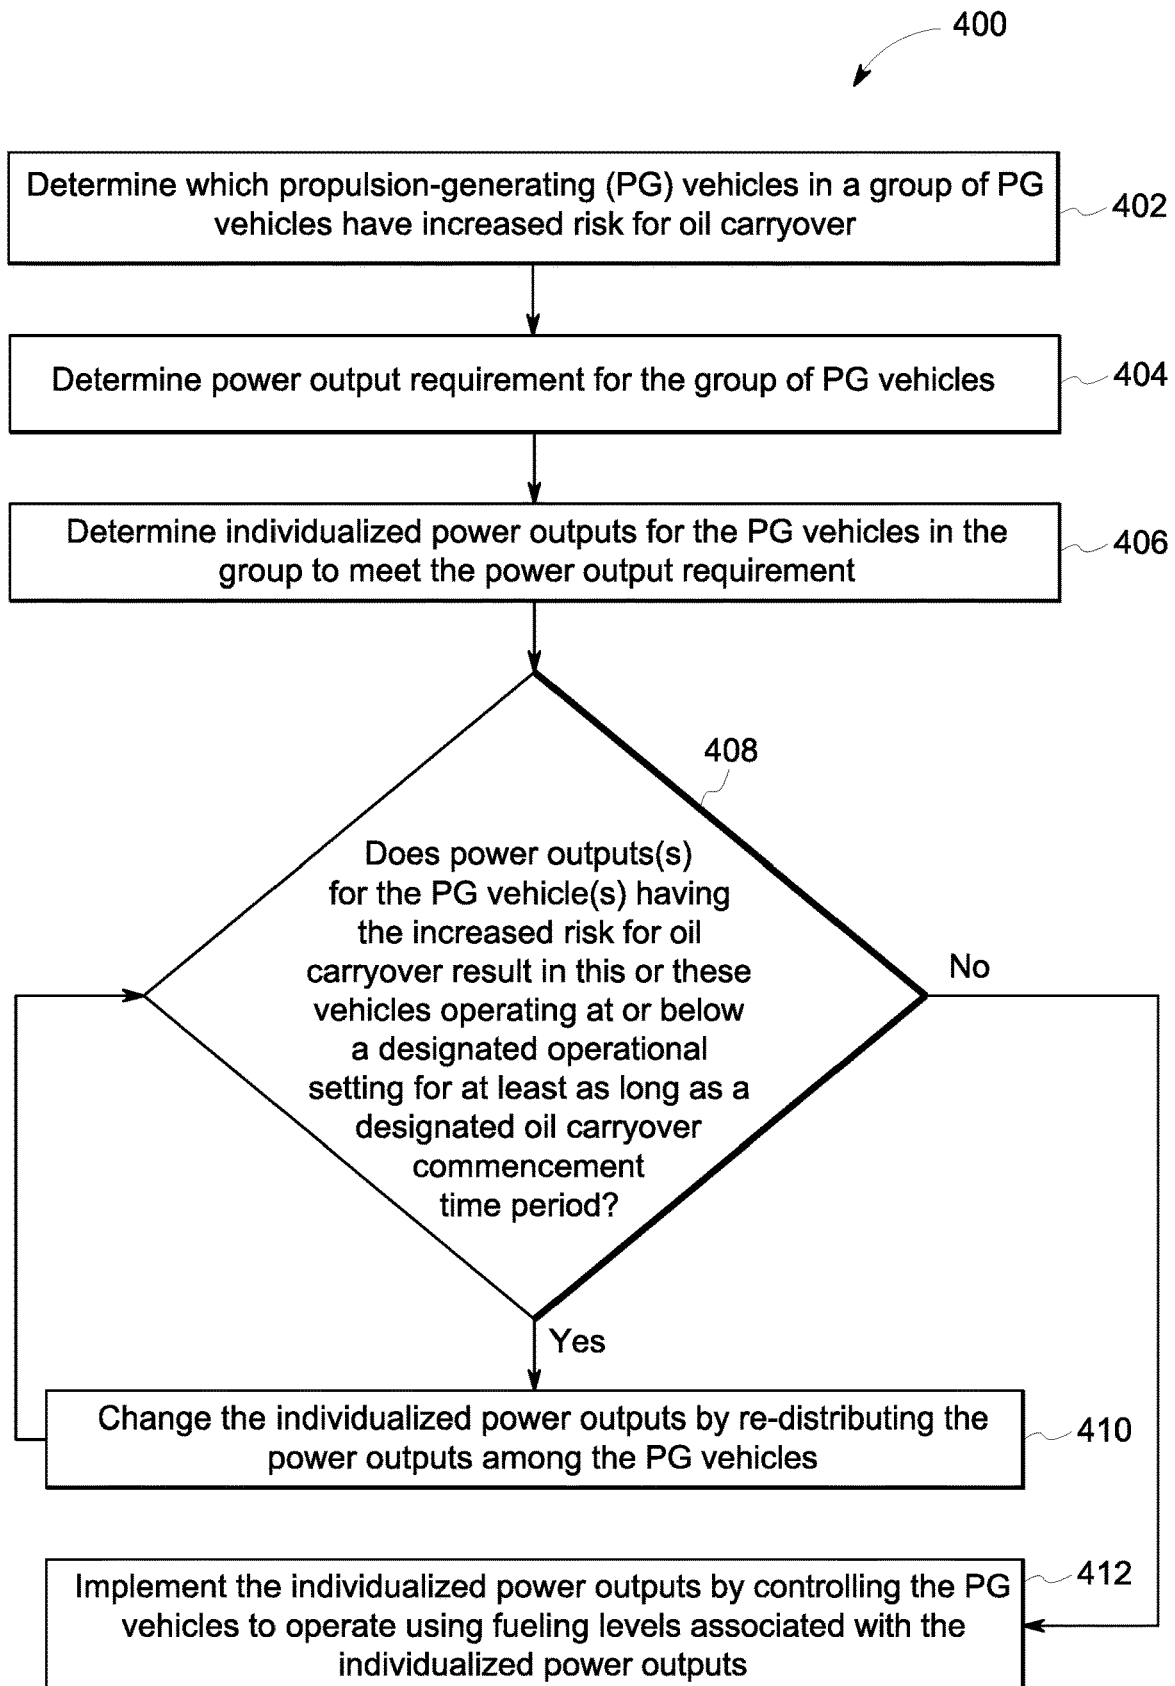 400
Determine which propulsion-generating (PG) vehicles in a group of PG
vehicles have increased risk for oil carryover
402
Determine power output requirement for the group of PG vehicles
404
Determine individualized power outputs for the PG vehicles in the
group to meet the power output requirement
406
408
Does power outputs(s)
for the PG vehicle(s) having
the increased risk for oil
carryover result in this or these
vehicles operating at or below
a designated operational
setting for at least as long as a
designated oil carryover
commencement
time period?
No
Yes
Change the individualized power outputs by re-distributing the
power outputs among the PG vehicles
410
Implement the individualized power outputs by controlling the PG
vehicles to operate using fueling levels associated with the
individualized power outputs
412